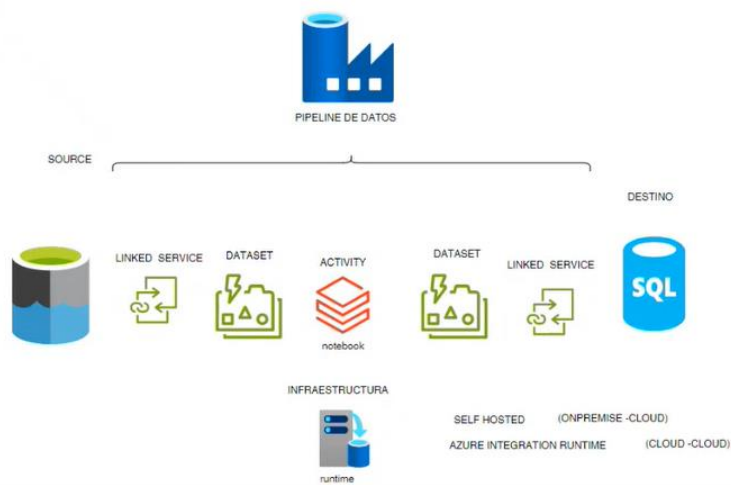 PIPELINE DE DATOS
SOURCE
DESTINO
LINKED SERVICE
DATASET
ACTIVITY
DATASET
LINKED SERVICE
SQL
notebook
INFRAESTRUCTURA
SELF HOSTED (ONPREMISE -CLOUD)
AZURE INTEGRATION RUNTIME (CLOUD -CLOUD)
runtime